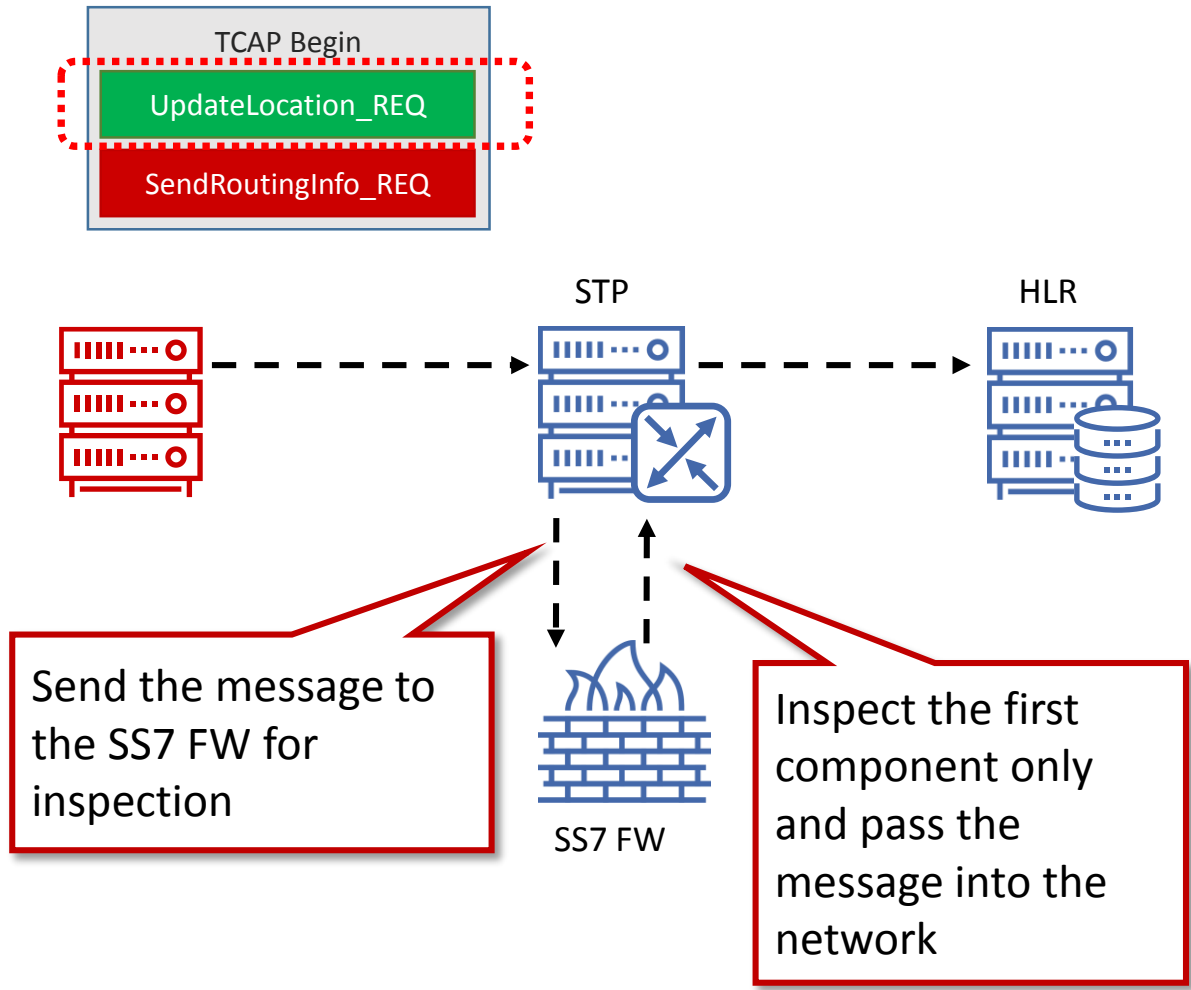 TCAP Begin
UpdateLocation_REQ
SendRoutingInfo_REQ
STP
HLR
Send the message to
the SS7 FW for
inspection
SS7 FW
Inspect the first
component only
and pass the
message into the
network